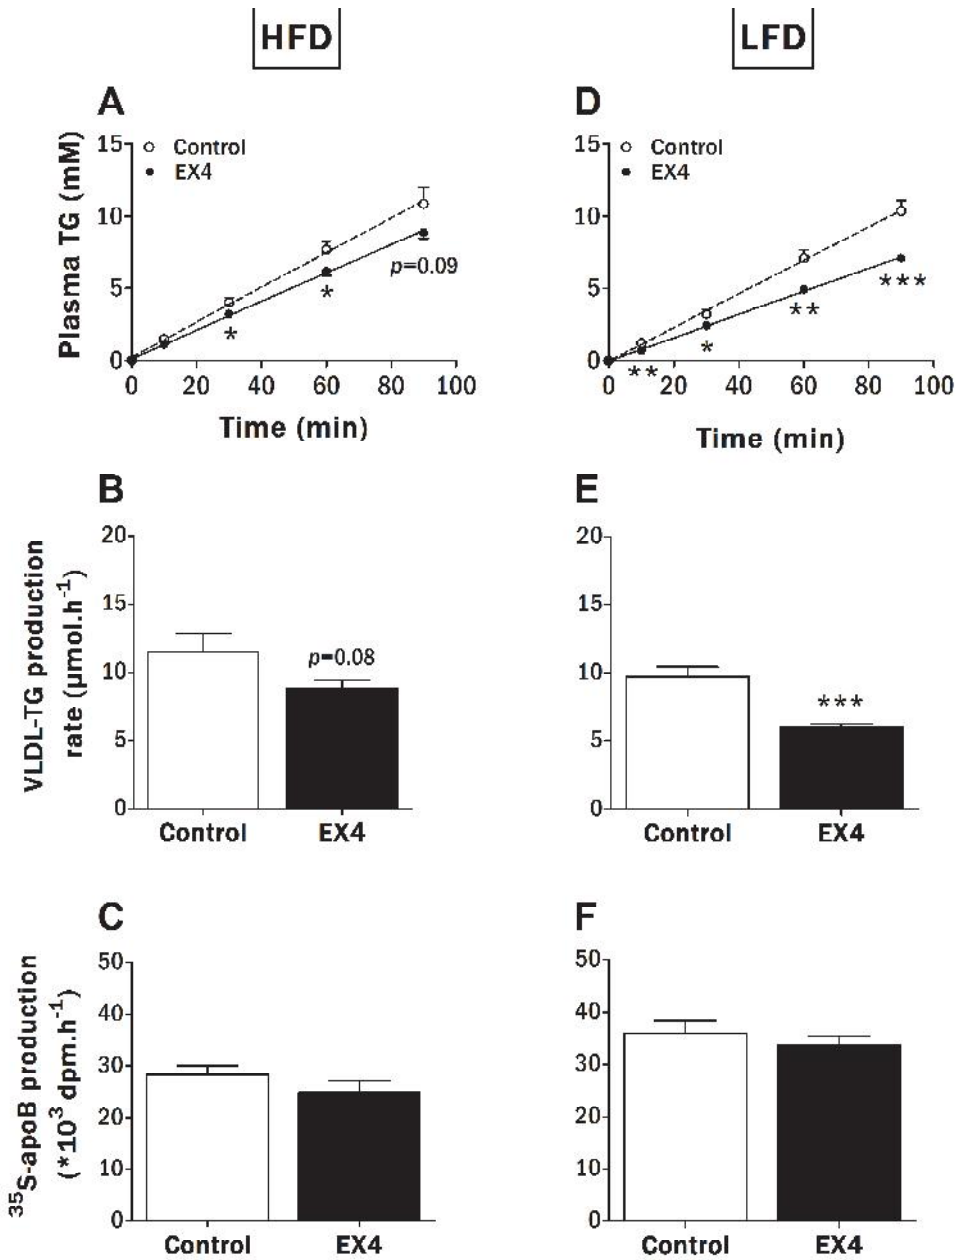 HFD
LFD
A
D
Plasma TG (mM)
15
10
5
0
Control
EX4
*
*
p=0.09
0 20 40 60 80 100
Time (min)
15
10
5
0
Control
EX4
**
*
**
***
0 20 40 60 80 100
Time (min)
B
E
VLDL-TG production
rate (µmol.h⁻¹)
20
15
10
5
0
p=0.08
Control EX4
20
15
10
5
0
***
Control EX4
C
F
³⁵S-apoB production
(*10³ dpm.h⁻¹)
50
40
30
20
10
0
Control EX4
50
40
30
20
10
0
Control EX4